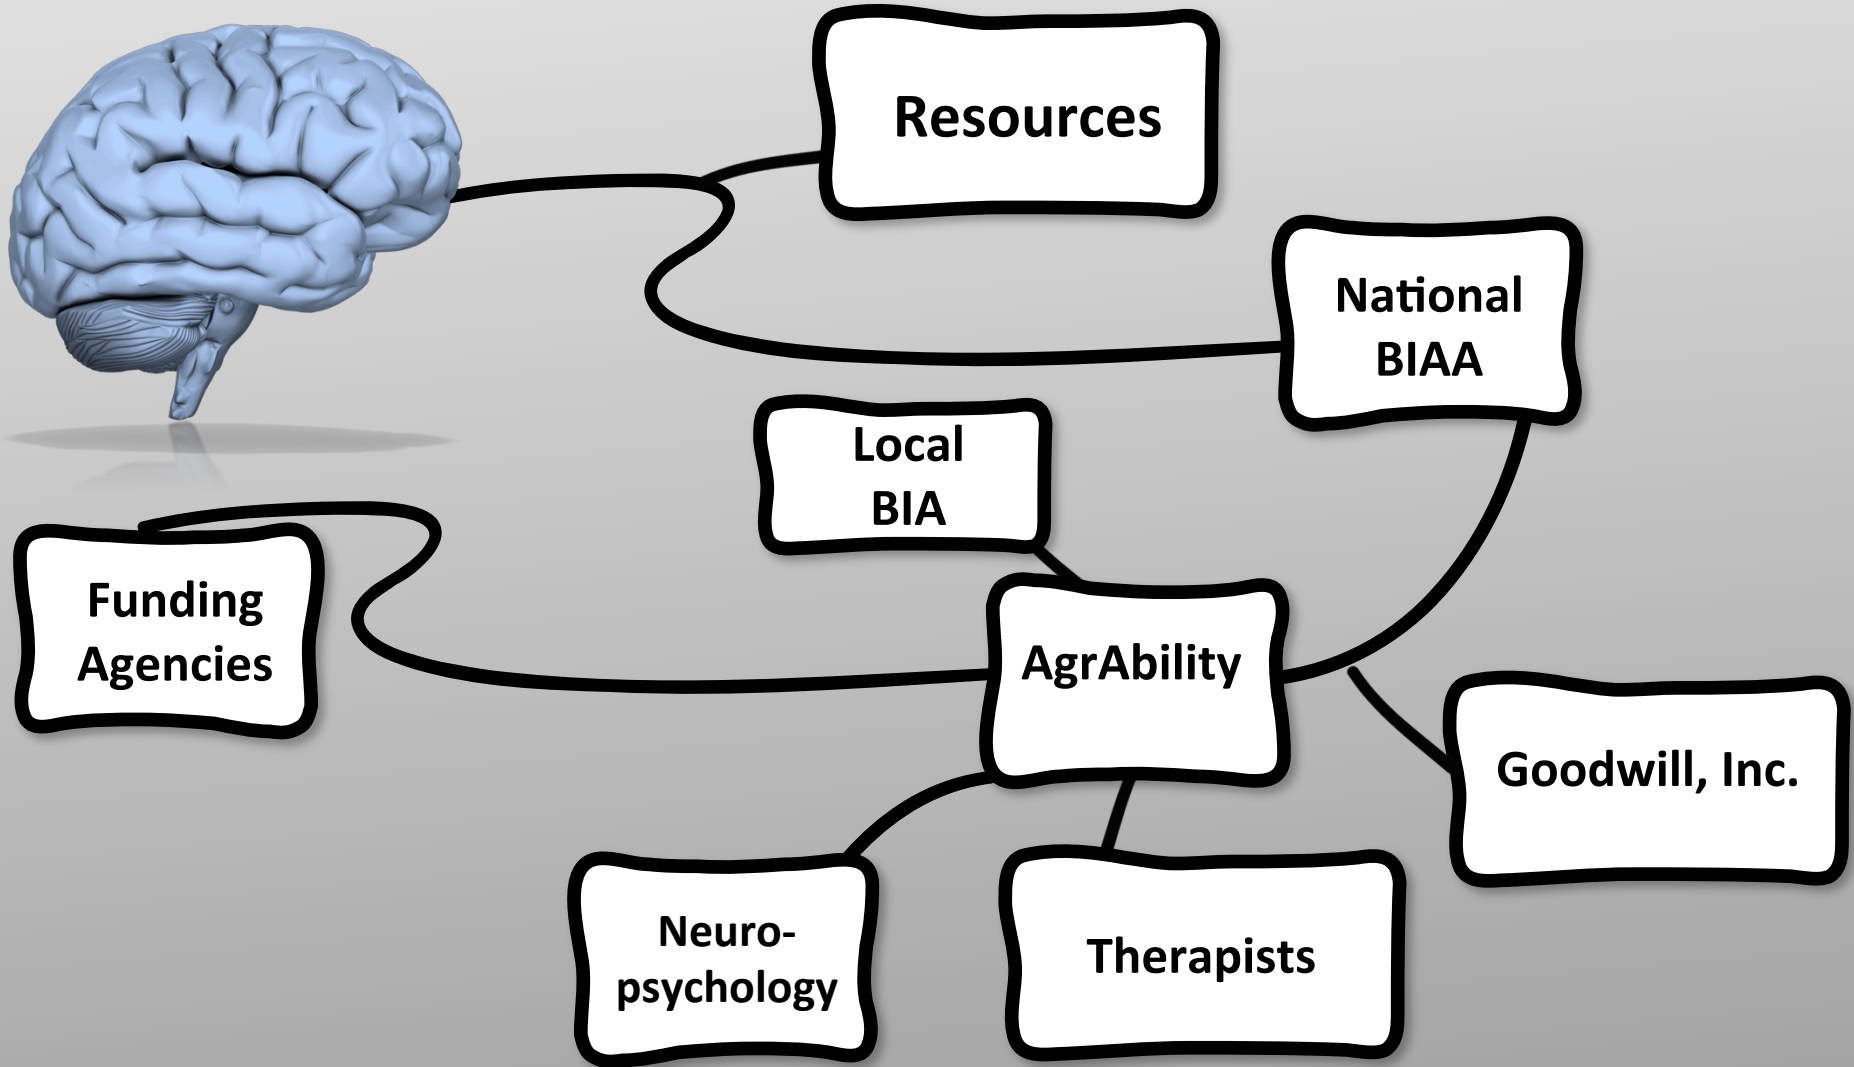 Resources
National
BIAA
Local
BIA
Funding
Agencies
AgrAbility
Goodwill, Inc.
Neuro-
psychology
Therapists